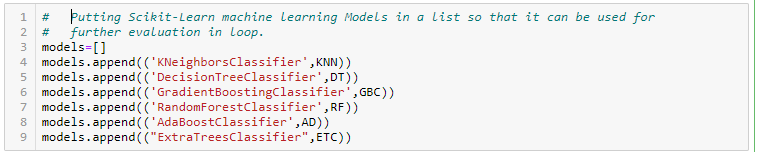 1 #   Putting Scikit-Learn machine learning Models in a list so that it can be used for
2 #   further evaluation in loop.
3 models=[]
4 models.append(('KNeighborsClassifier',KNN))
5 models.append(('DecisionTreeClassifier',DT))
6 models.append(('GradientBoostingClassifier',GBC))
7 models.append(('RandomForestClassifier',RF))
8 models.append(('AdaBoostClassifier',AD))
9 models.append(("ExtraTreesClassifier",ETC))